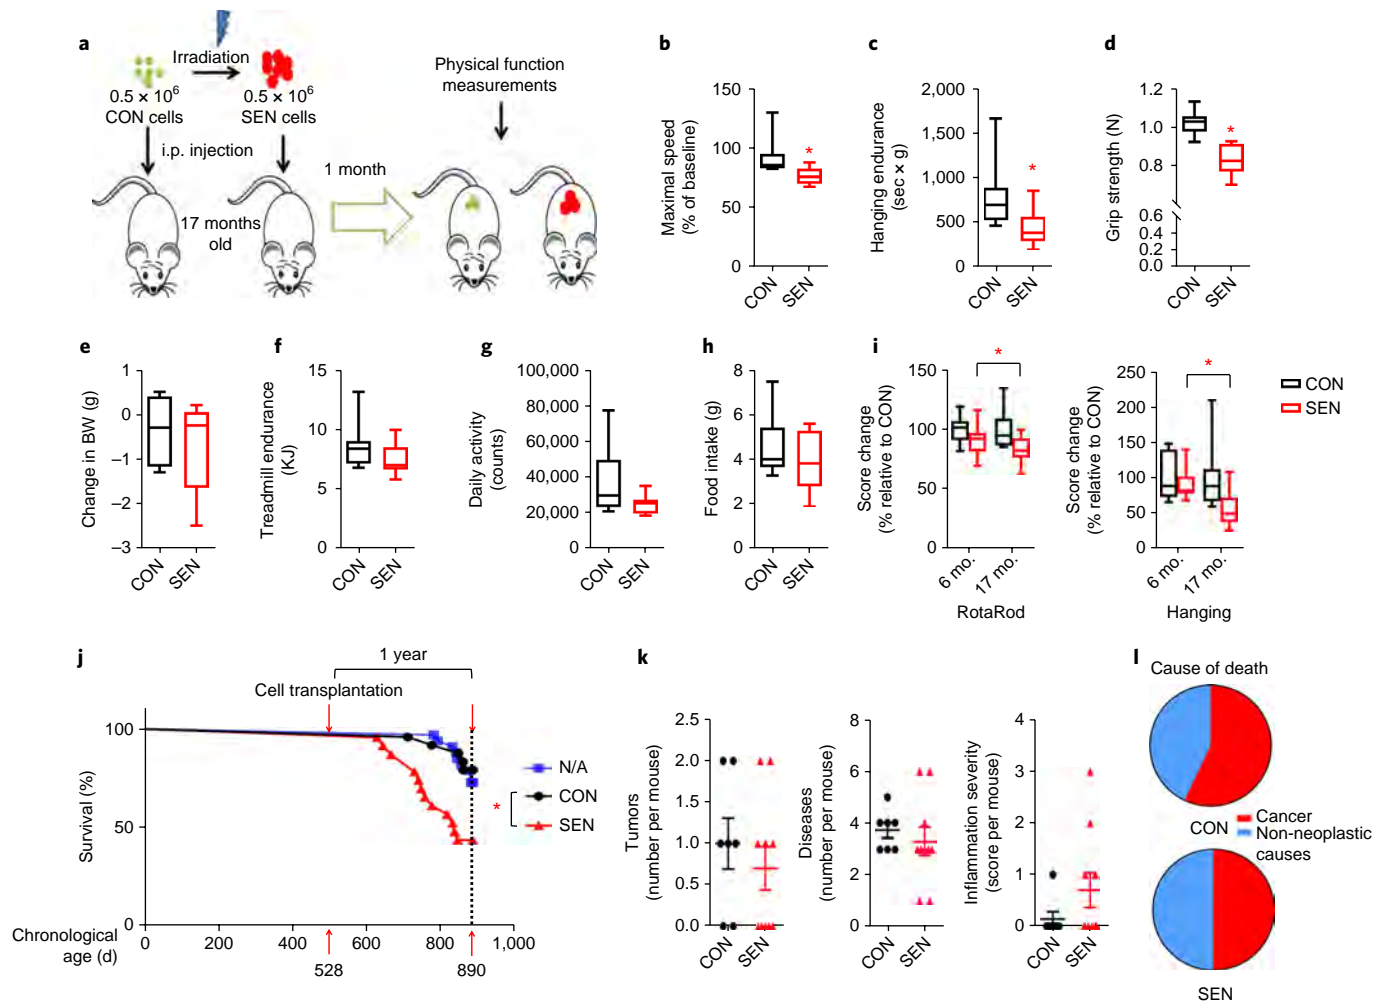 a
Irradiation
0.5 × 10⁶
CON cells
0.5 × 10⁶
SEN cells
i.p. injection
17 months
old
1 month
Physical function
measurements
b
Maximal speed
(% of baseline)
150
100
50
0
CON
SEN
*
c
Hanging endurance
(sec × g)
2,000
1,500
1,000
500
0
CON
SEN
*
d
Grip strength (N)
1.2
1.0
0.8
0.6
0.4
0.2
0.0
CON
SEN
*
e
Change in BW (g)
1
0
–1
–2
–3
CON
SEN
f
Treadmill endurance
(KJ)
15
10
5
0
CON
SEN
g
Daily activity
(counts)
100,000
80,000
60,000
40,000
20,000
0
CON
SEN
h
Food intake (g)
8
6
4
2
0
CON
SEN
i
Score change
(% relative to CON)
150
100
50
0
*
6 mo.
17 mo.
RotaRod
Score change
(% relative to CON)
250
200
150
100
50
0
*
6 mo.
17 mo.
Hanging
CON
SEN
j
1 year
Cell transplantation
Survival (%)
100
50
0
N/A
CON
SEN
*
Chronological
age (d)
0
200
400
600
800
1,000
528
890
k
Tumors
(number per mouse)
2.5
2.0
1.5
1.0
0.5
0.0
CON
SEN
Diseases
(number per mouse)
8
6
4
2
0
CON
SEN
Inflammation severity
(score per mouse)
4
3
2
1
0
CON
SEN
l
Cause of death
CON
Cancer
Non-neoplastic
causes
SEN